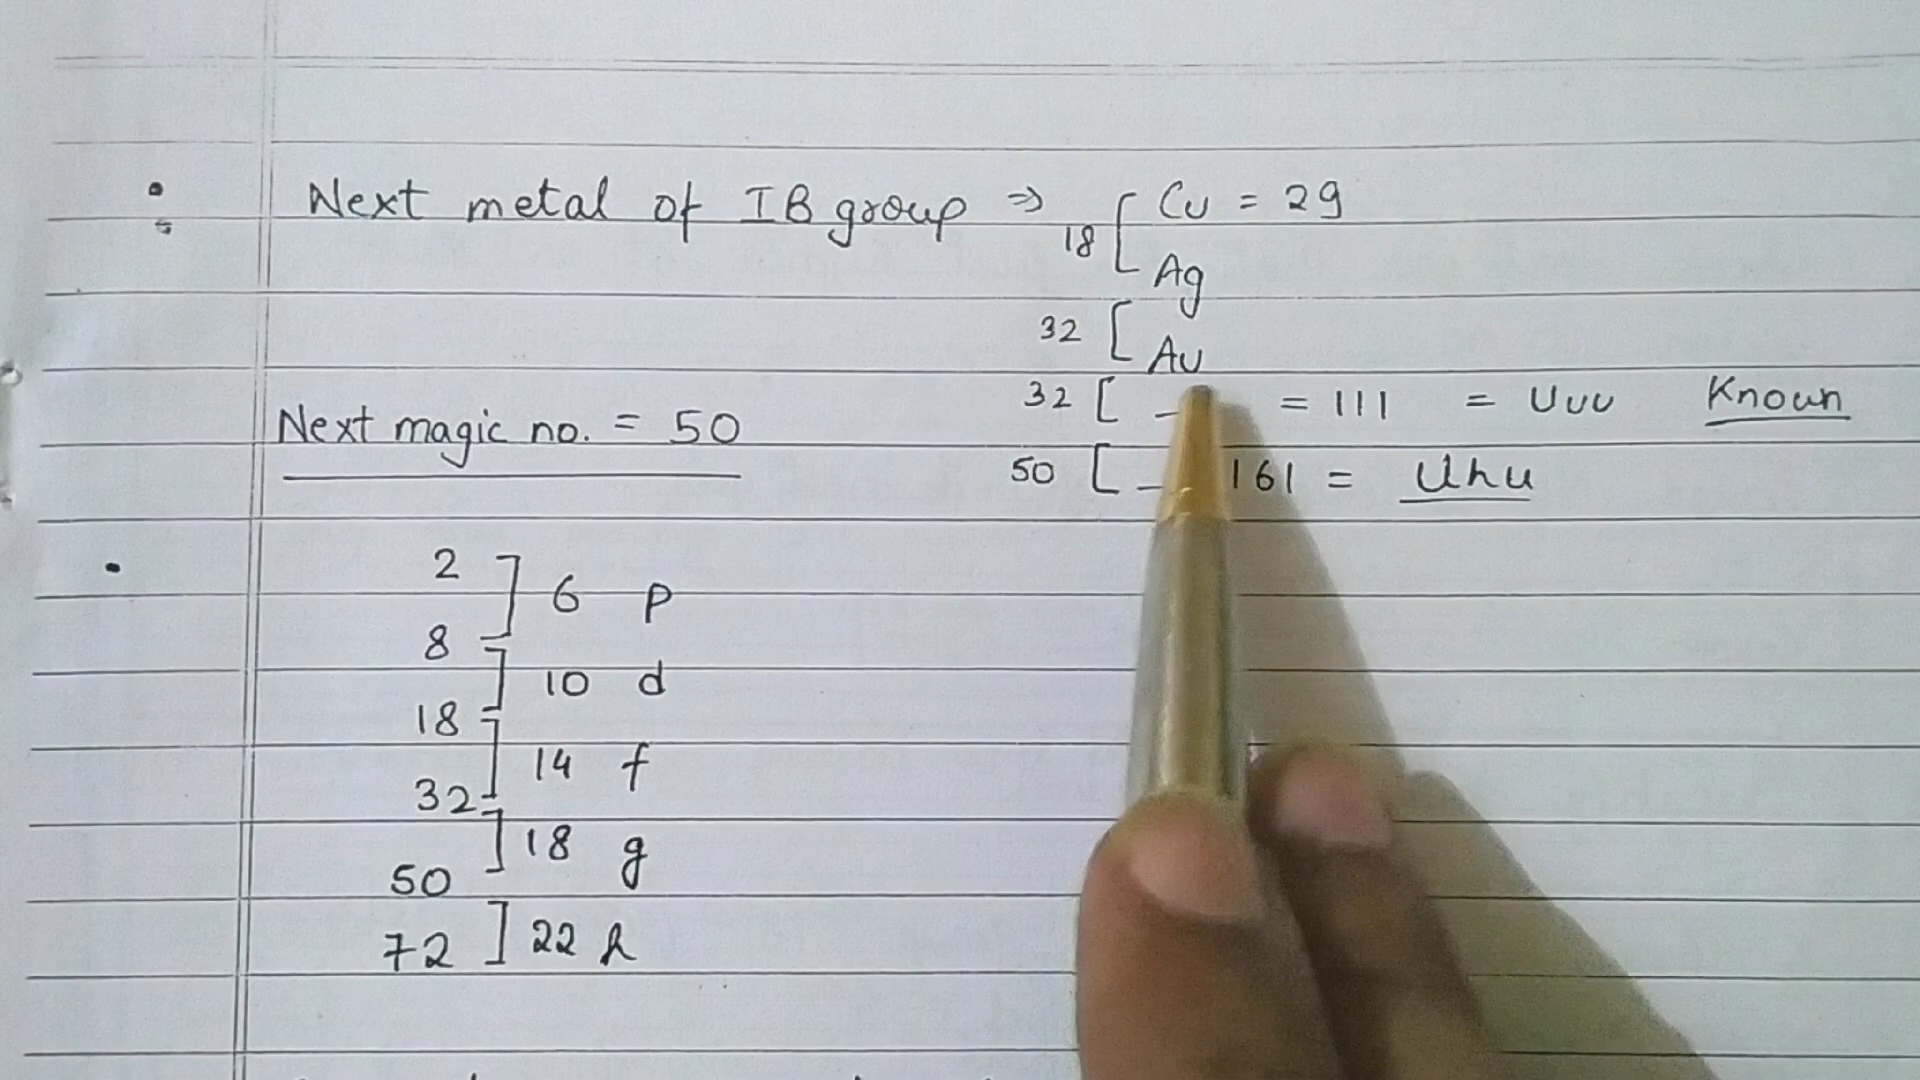 Next metal of IB group ⇒ 18 [ Cu = 29
Ag
32 [ Au
32 [ _ = 111 = Uuu Known
Next magic no. = 50
50 [ _ 161 = Uhu
2 ] 6 p
8 ] 10 d
18 ] 14 f
32 ] 18 g
50
72 ] 22 h